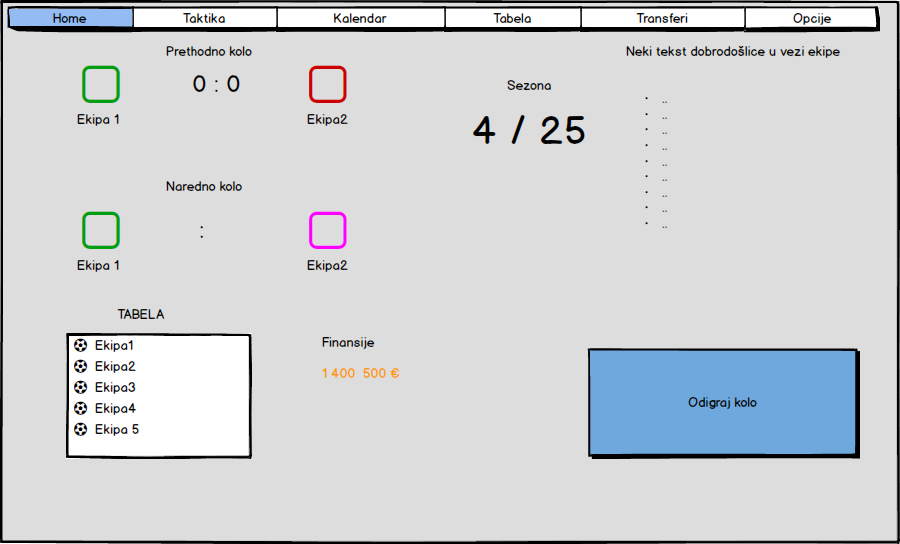 Home Taktika Kalendar Tabela Transferi Opcije
Prethodno kolo
0 : 0
Ekipa 1
Ekipa2
Sezona
4 / 25
Neki tekst dobrodošlice u vezi ekipe
· ..
· ..
· ..
· ..
· ..
· ..
· ..
· ..
· ..
Naredno kolo
:
Ekipa 1
Ekipa2
TABELA
Ekipa1
Ekipa2
Ekipa3
Ekipa4
Ekipa 5
Finansije
1 400 500 €
Odigraj kolo